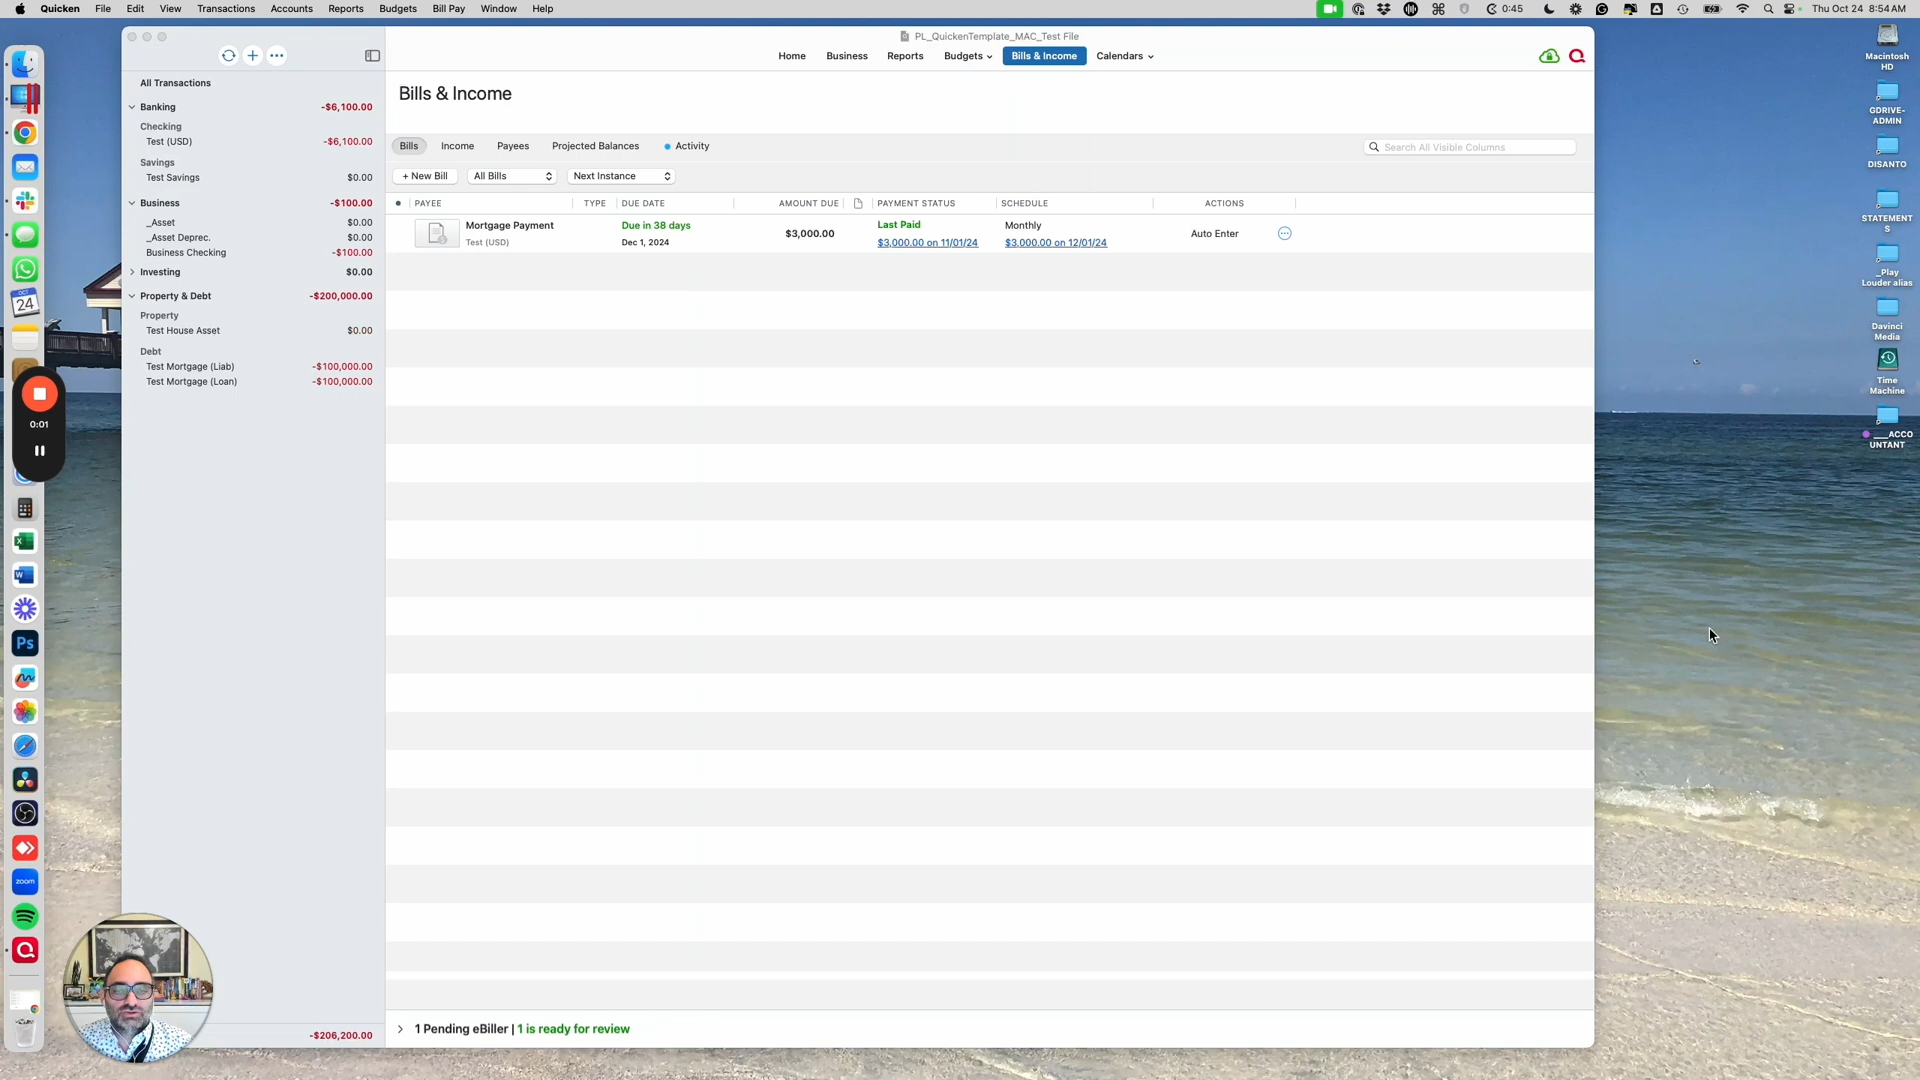 Quicken File Edit View Transactions Accounts Reports Budgets Bill Pay Window Help
0:45
Thu Oct 24 8:54 AM
PL_QuickenTemplate_MAC_Test File
Home Business Reports Budgets Bills & Income Calendars
All Transactions
Banking -$6,100.00
Checking
Test (USD) -$6,100.00
Savings
Test Savings $0.00
Business -$100.00
_Asset $0.00
_Asset Deprec. $0.00
Business Checking -$100.00
Investing $0.00
Property & Debt -$200,000.00
Property
Test House Asset $0.00
Debt
Test Mortgage (Liab) -$100,000.00
Test Mortgage (Loan) -$100,000.00
-$206,200.00
Bills & Income
Bills Income Payees Projected Balances Activity
Search All Visible Columns
+ New Bill All Bills Next Instance
PAYEE TYPE DUE DATE AMOUNT DUE PAYMENT STATUS SCHEDULE ACTIONS
Mortgage Payment Due in 38 days $3,000.00 Last Paid Monthly Auto Enter
Test (USD) Dec 1, 2024 $3,000.00 on 11/01/24 $3,000.00 on 12/01/24
1 Pending eBiller | 1 is ready for review
0:01
OCT
24
Ps
zoom
Macintosh
HD
GDRIVE-
ADMIN
DISANTO
STATEMENT
S
_Play
Louder alias
Davinci
Media
Time
Machine
___ACCO
UNTANT